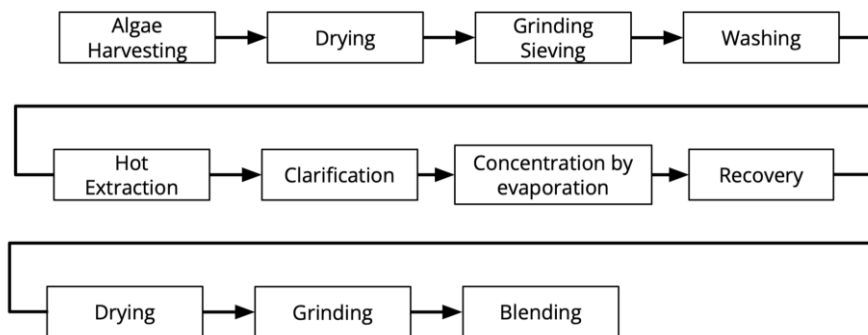 Algae
Harvesting
Drying
Grinding
Sieving
Washing
Hot
Extraction
Clarification
Concentration by
evaporation
Recovery
Drying
Grinding
Blending